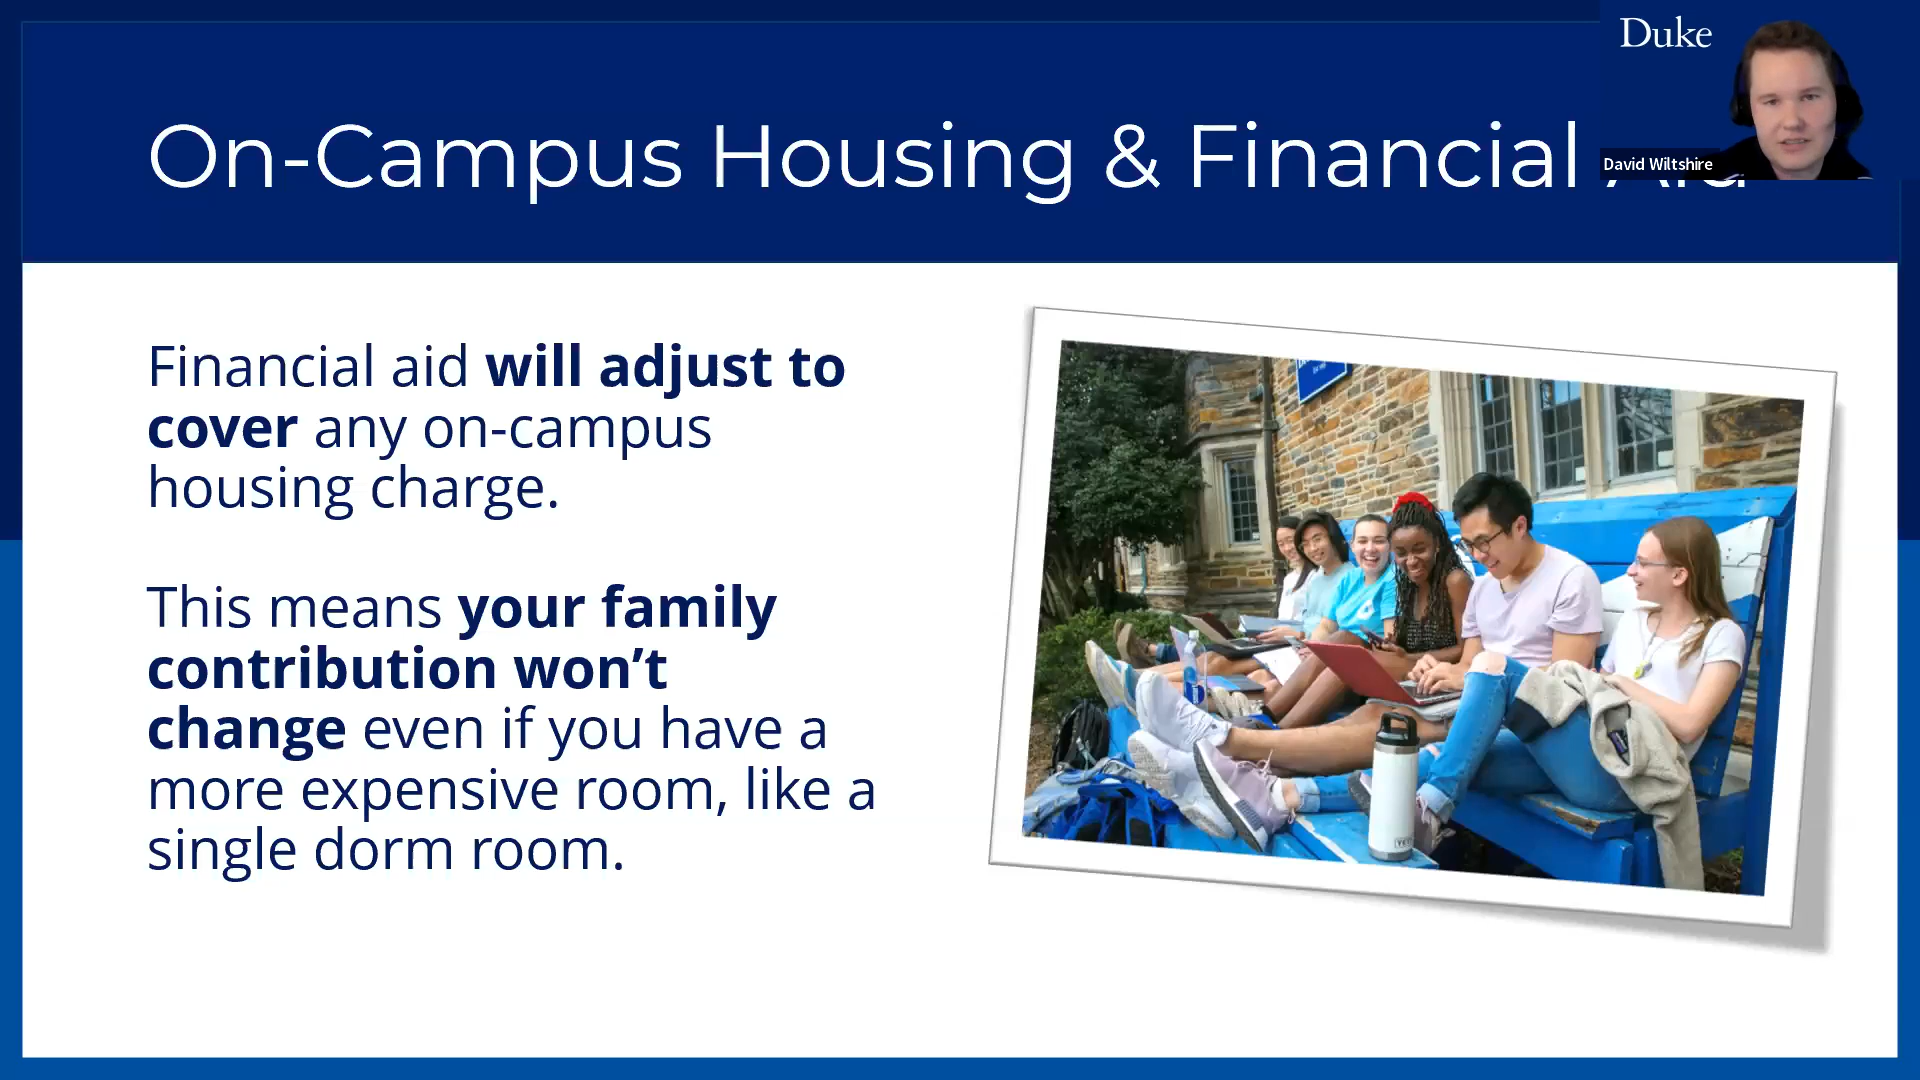 Duke
On-Campus Housing & Financial
David Wiltshire
Financial aid will adjust to
cover any on-campus
housing charge.
This means your family
contribution won’t
change even if you have a
more expensive room, like a
single dorm room.
YETI